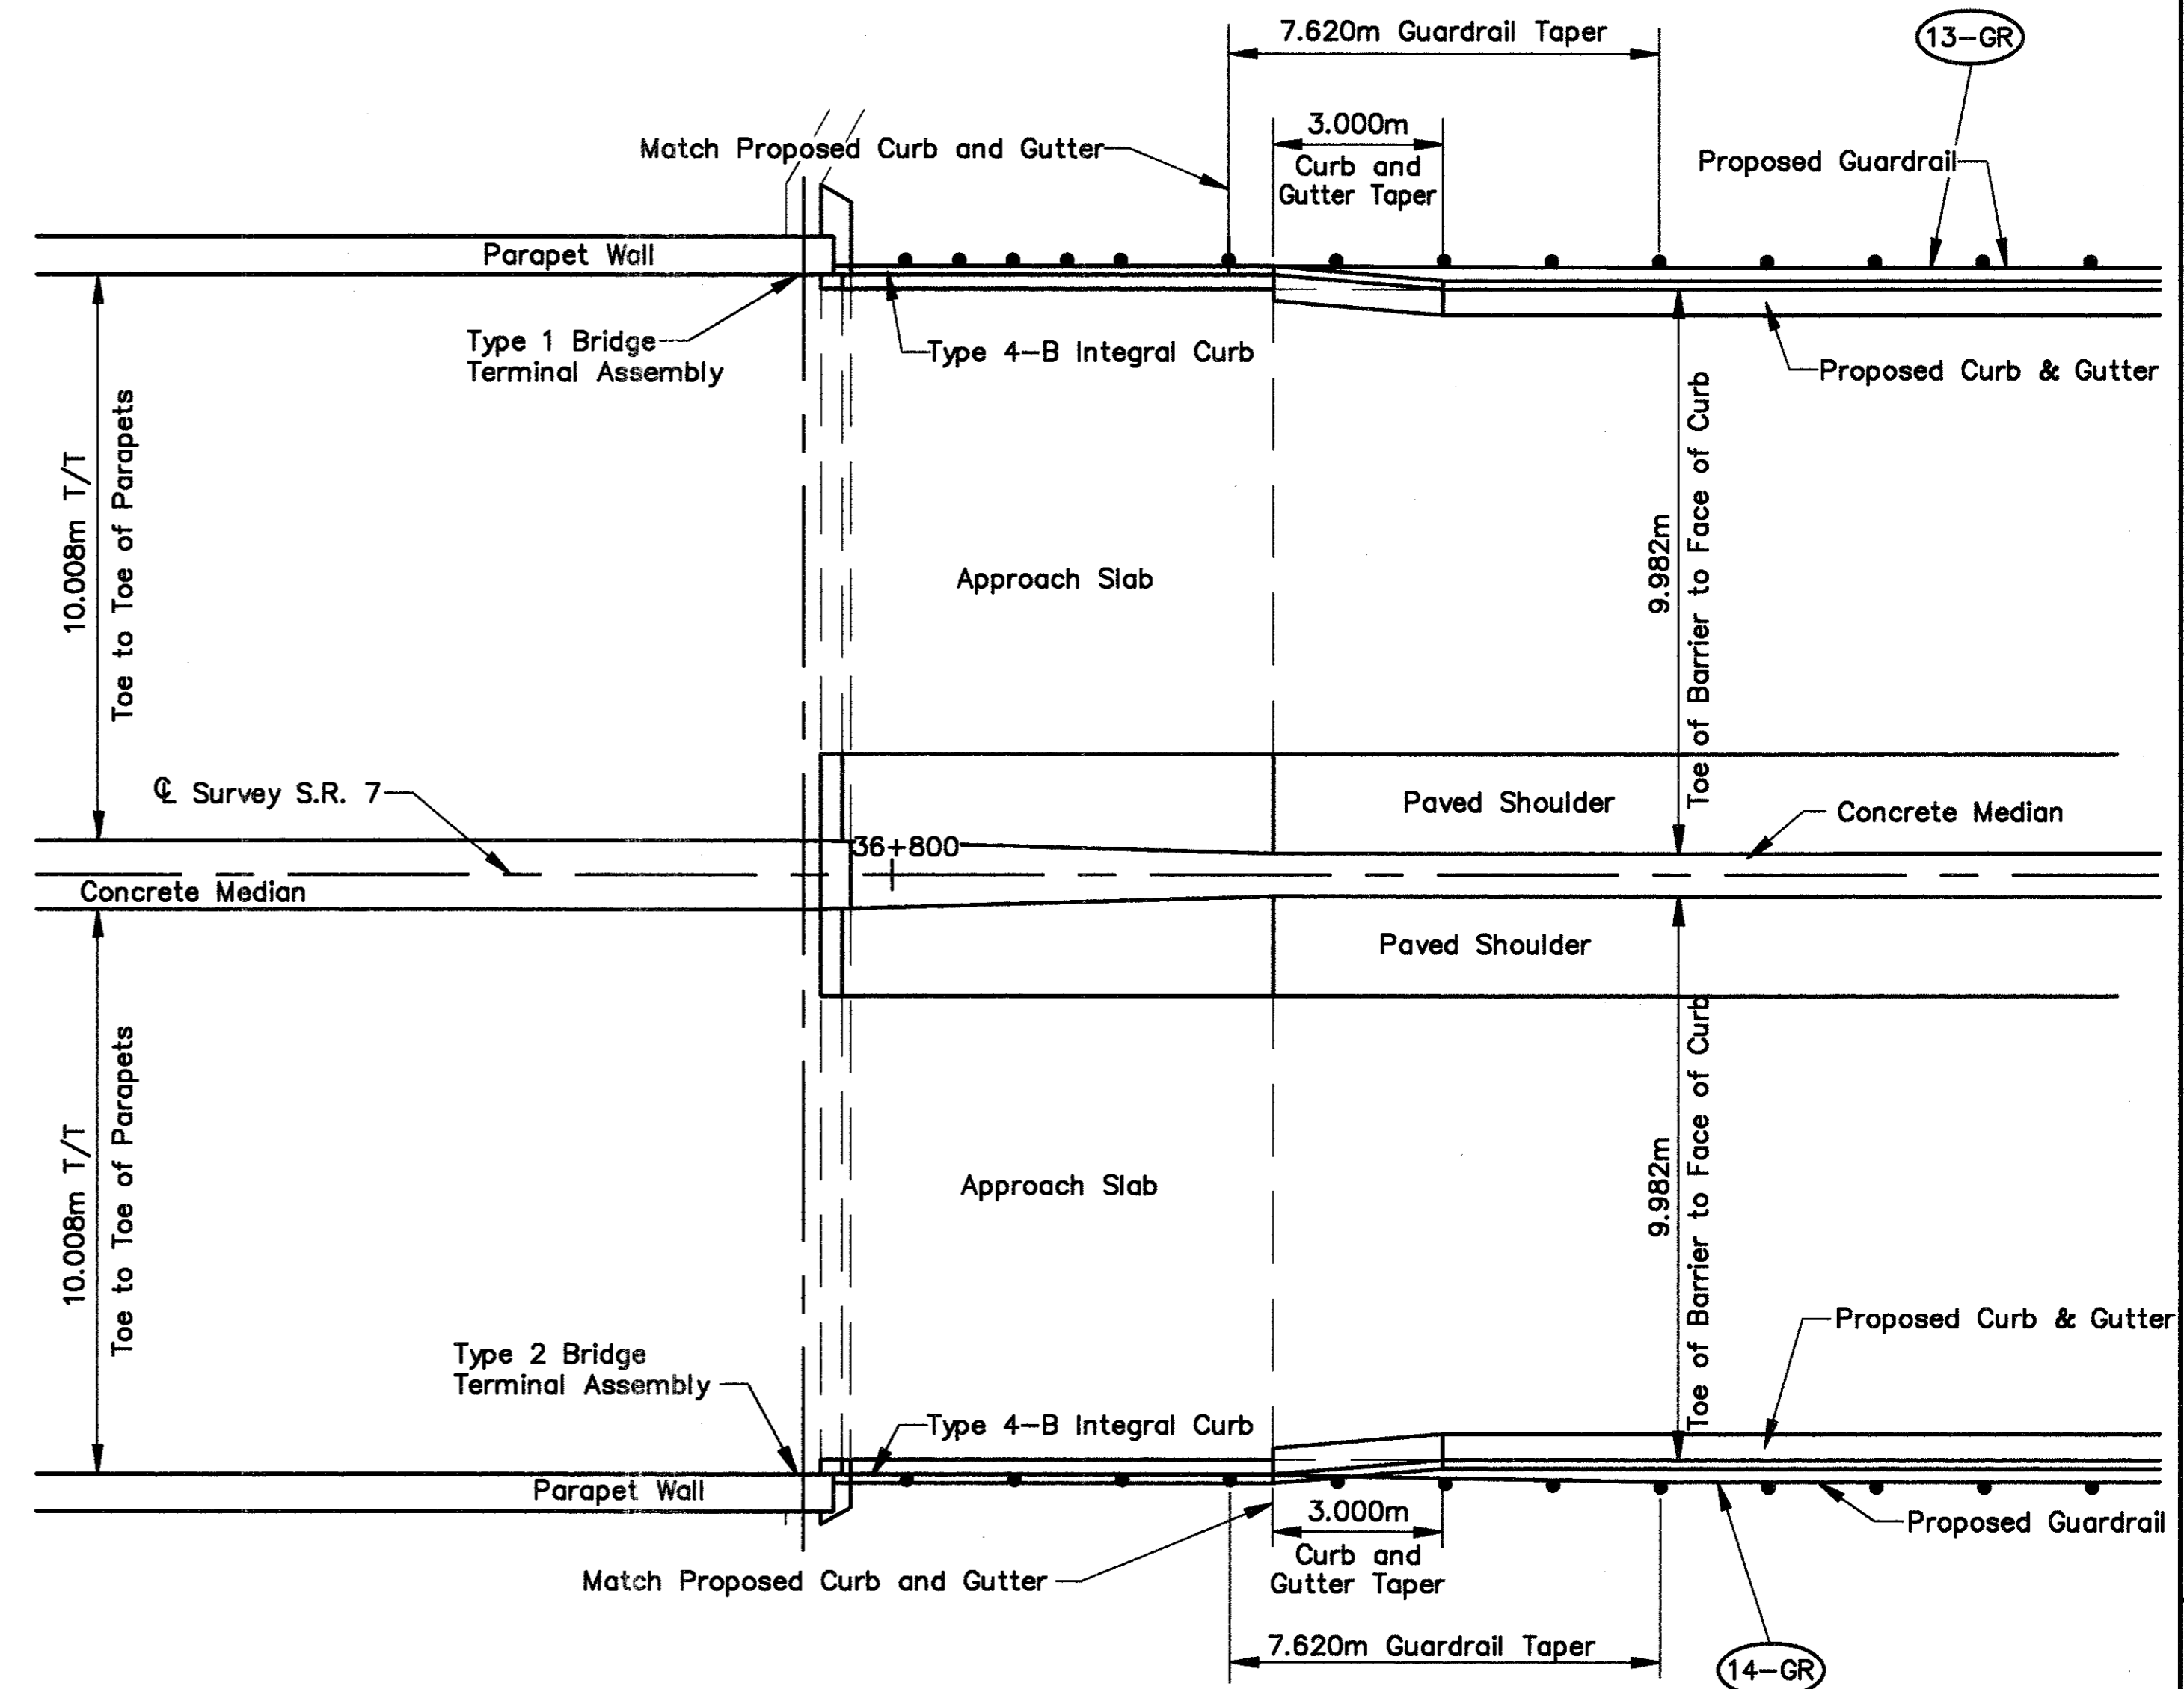 7.620m Guardrail Taper
13-GR
3.000m
Curb and
Gutter Taper
Match Proposed Curb and Gutter
Proposed Guardrail
Parapet Wall
Type 1 Bridge
Terminal Assembly
Type 4-B Integral Curb
Proposed Curb & Gutter
10.008m T/T
Toe to Toe of Parapets
Approach Slab
9.982m
Toe of Barrier to Face of Curb
℄ Survey S.R. 7
Paved Shoulder
Concrete Median
36+800
Concrete Median
Paved Shoulder
10.008m T/T
Toe to Toe of Parapets
Approach Slab
9.982m
Toe of Barrier to Face of Curb
Proposed Curb & Gutter
Type 2 Bridge
Terminal Assembly
Type 4-B Integral Curb
Parapet Wall
3.000m
Curb and
Gutter Taper
Proposed Guardrail
Match Proposed Curb and Gutter
7.620m Guardrail Taper
14-GR